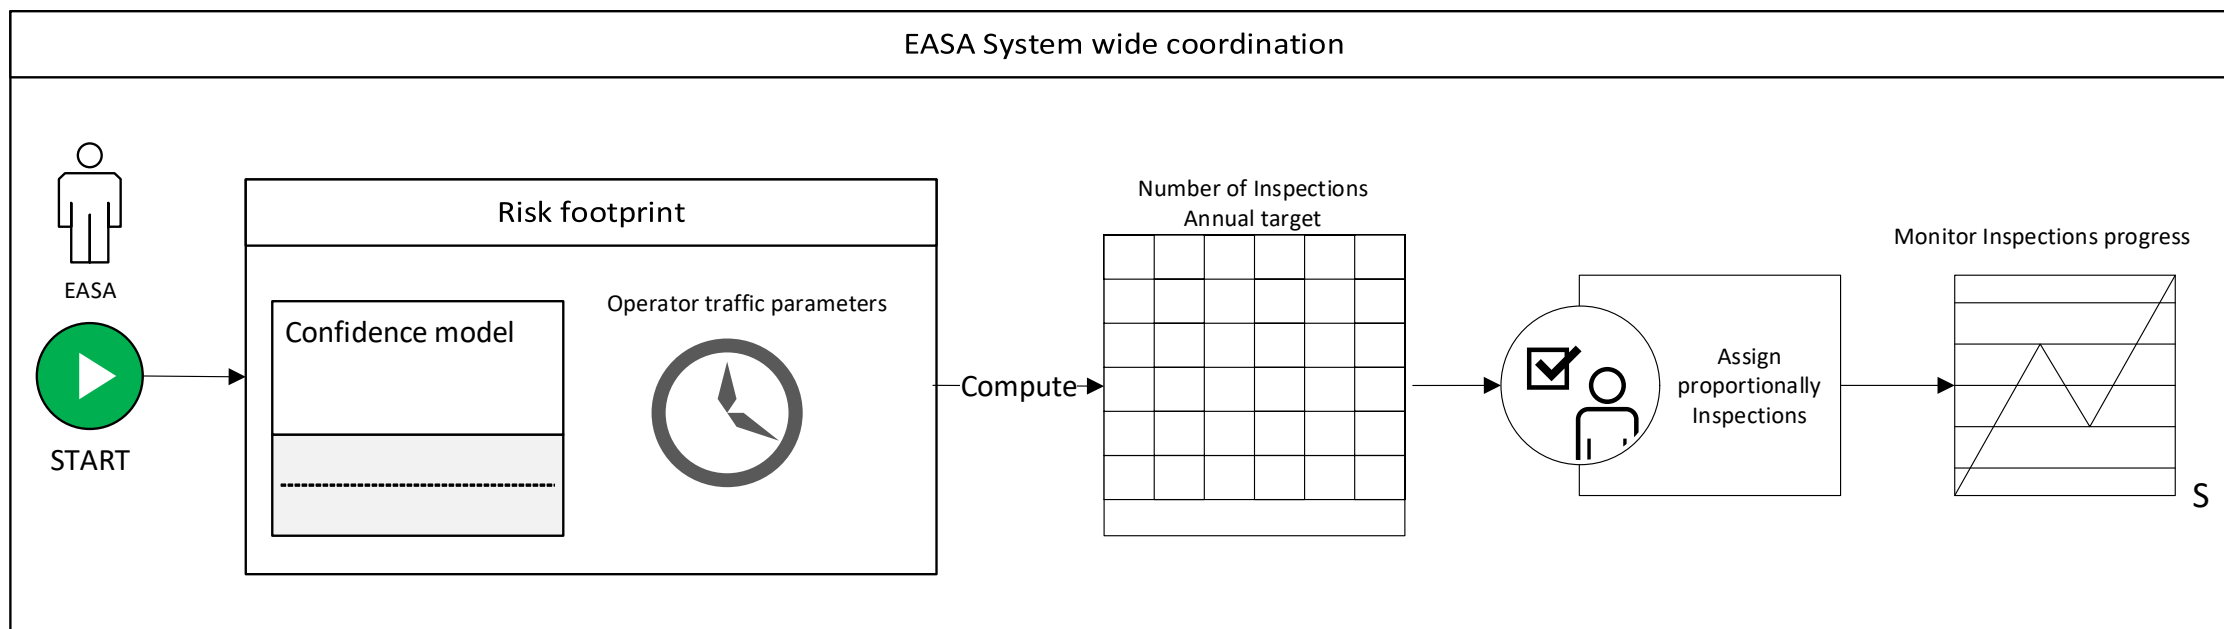 EASA System wide coordination
EASA
START
Risk footprint
Confidence model
Operator traffic parameters
Compute
Number of Inspections
Annual target
Assign
proportionally
Inspections
Monitor Inspections progress
S